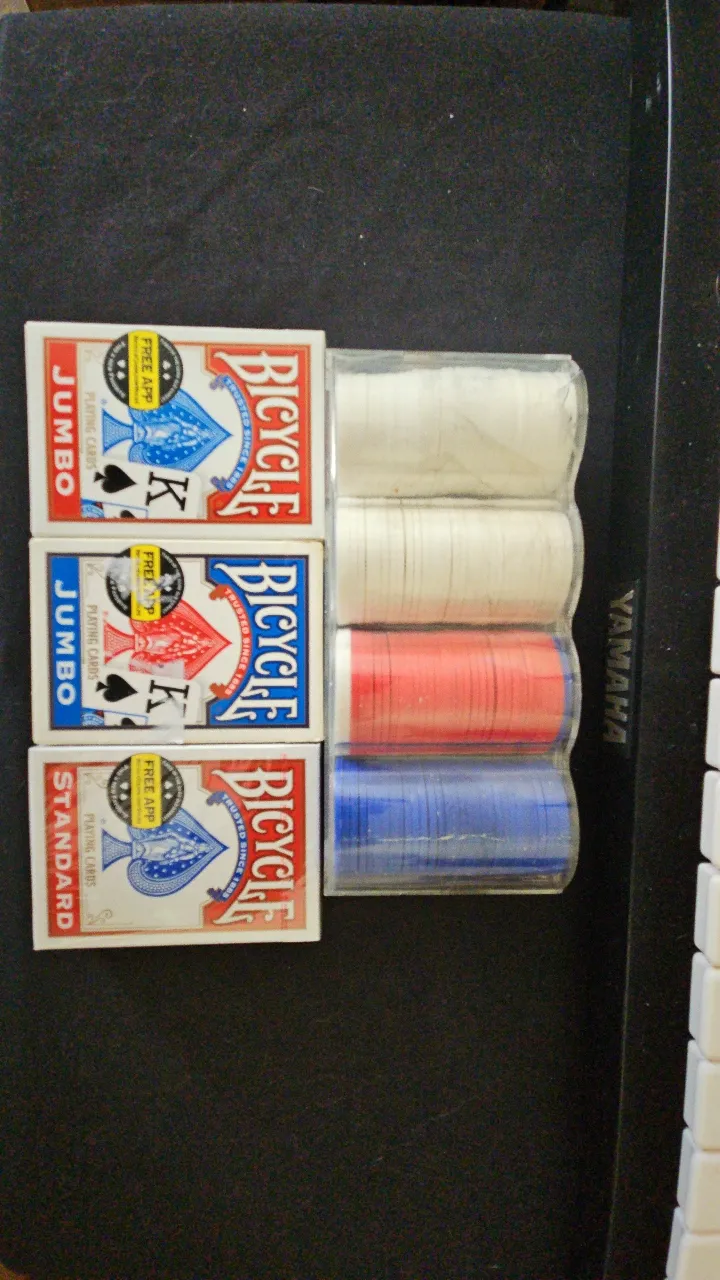 BICYCLE
TRUSTED SINCE 1885
FREE APP
K
PLAYING CARDS
JUMBO
BICYCLE
TRUSTED SINCE 1885
FREE APP
K
PLAYING CARDS
JUMBO
BICYCLE
TRUSTED SINCE 1885
FREE APP
PLAYING CARDS
STANDARD
YAMAHA